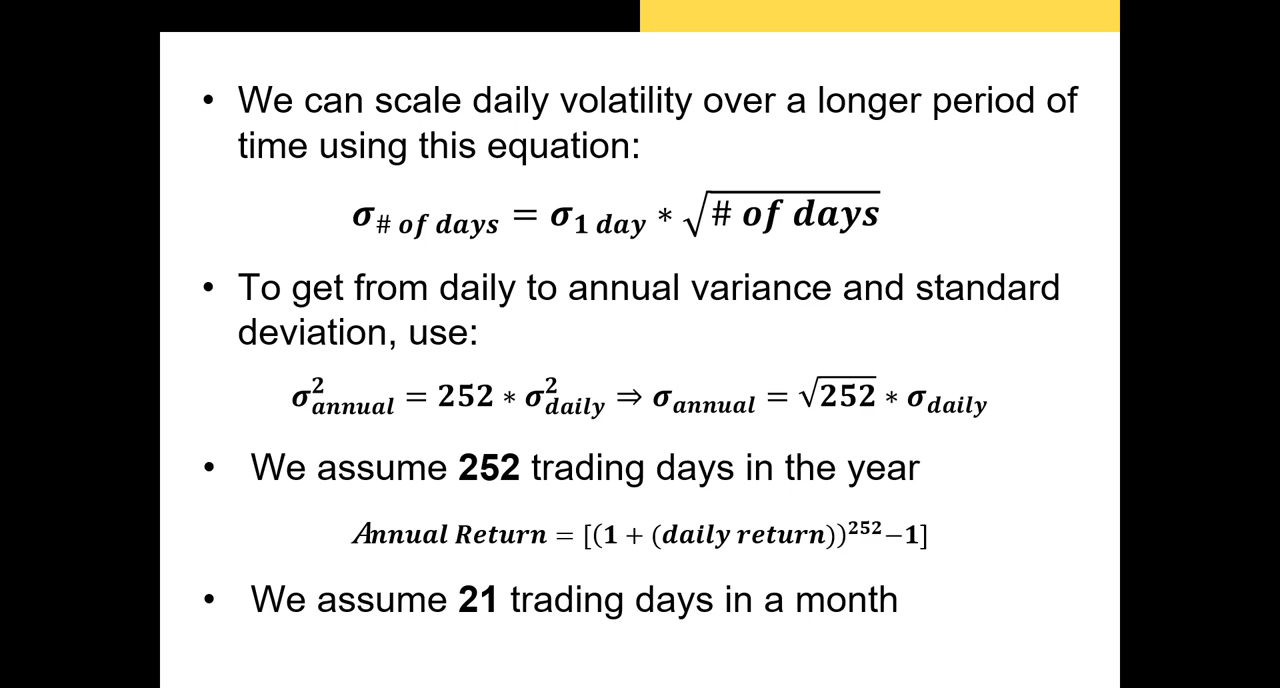 • We can scale daily volatility over a longer period of
time using this equation:
σ# of days = σ1 day * √# of days
• To get from daily to annual variance and standard
deviation, use:
σ²annual = 252 * σ²daily ⇒ σannual = √252 * σdaily
• We assume 252 trading days in the year
Annual Return = [(1 + (daily return))²⁵²−1]
• We assume 21 trading days in a month